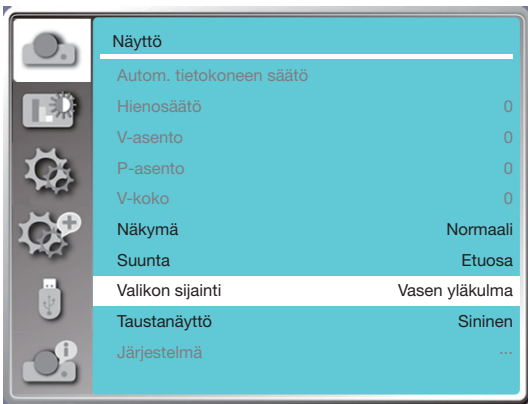 Näyttö
Autom. tietokoneen säätö
Hienosäätö 0
V-asento 0
P-asento 0
V-koko 0
Näkymä Normaali
Suunta Etuosa
Valikon sijainti Vasen yläkulma
Taustanäyttö Sininen
Järjestelmä ...